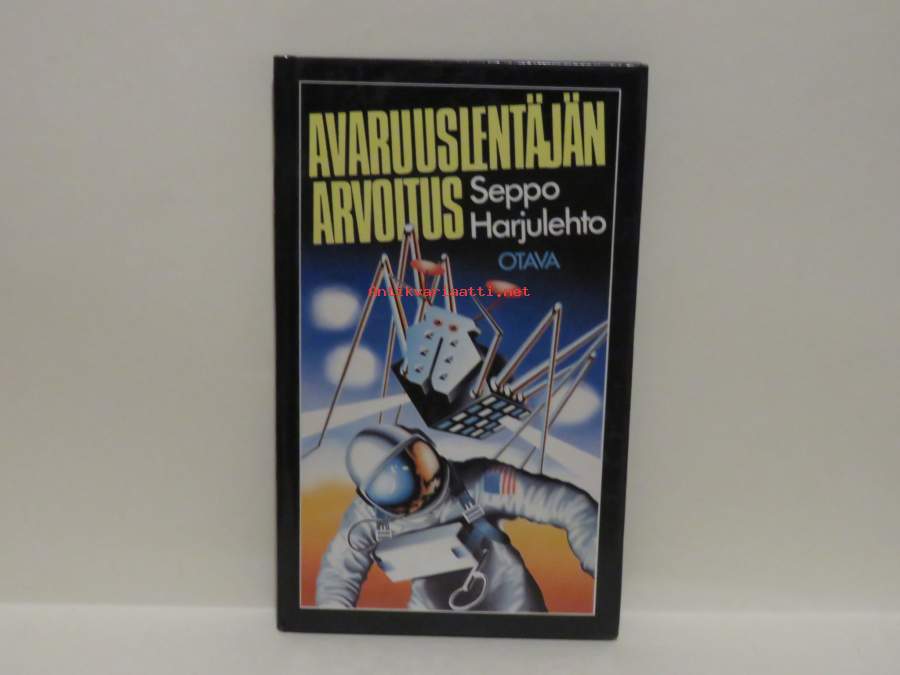 AVARUUSLENTÄJÄN
ARVOITUS
Seppo
Harjulehto
OTAVA
Antikvariaatti.net